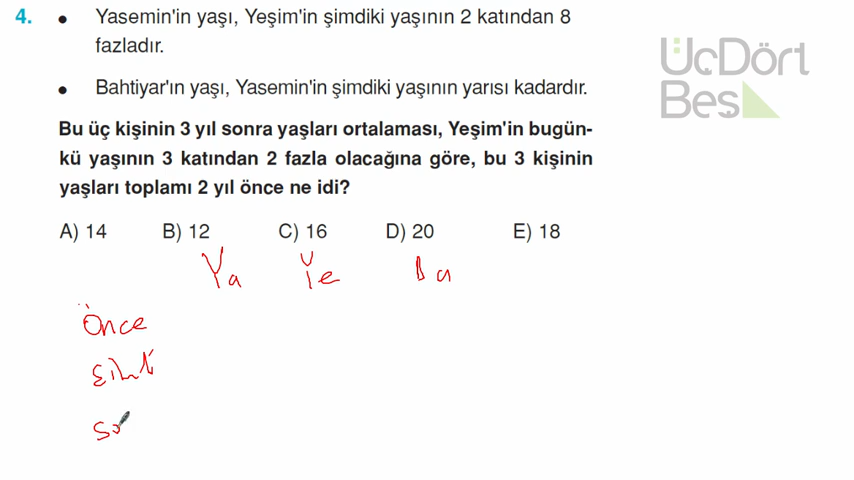 4. • Yasemin'in yaşı, Yeşim'in şimdiki yaşının 2 katından 8
fazladır.
• Bahtiyar'ın yaşı, Yasemin'in şimdiki yaşının yarısı kadardır.
Bu üç kişinin 3 yıl sonra yaşları ortalaması, Yeşim'in bugün-
kü yaşının 3 katından 2 fazla olacağına göre, bu 3 kişinin
yaşları toplamı 2 yıl önce ne idi?
A) 14 B) 12 C) 16 D) 20 E) 18
Ya Ye Ba
Önce
ÜçDört
Beş